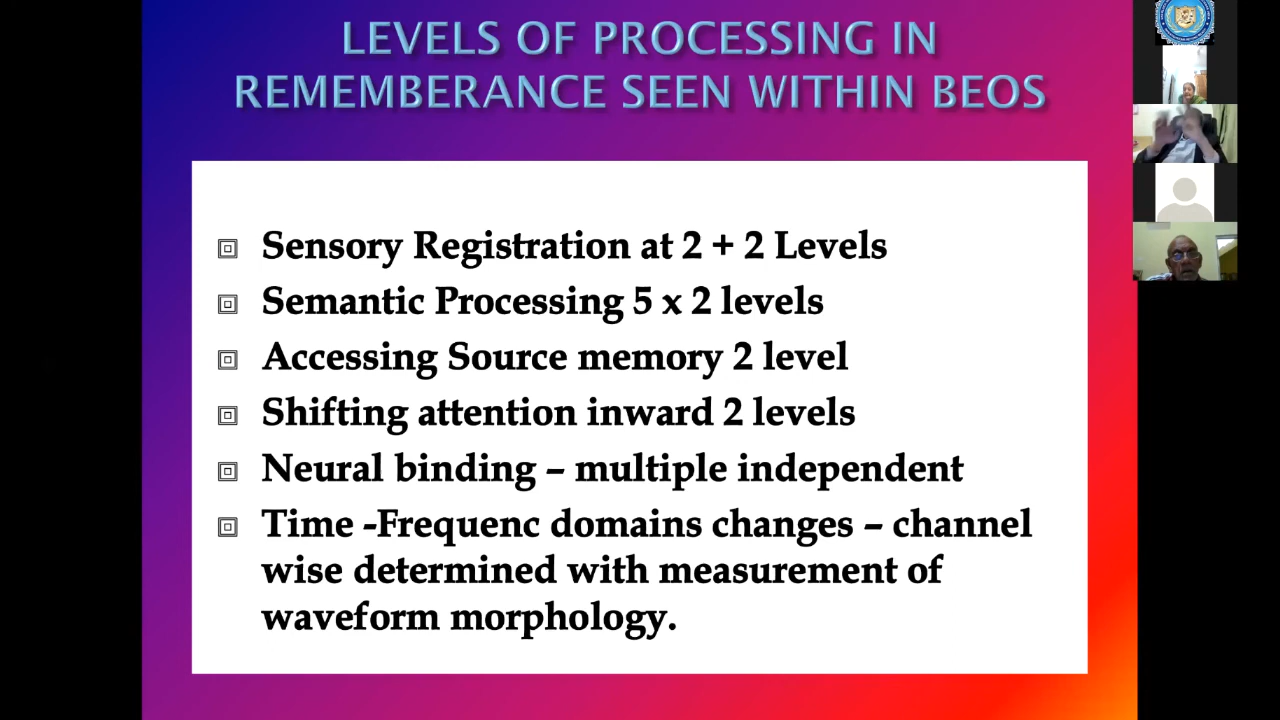 LEVELS OF PROCESSING IN
REMEMBERANCE SEEN WITHIN BEOS
Sensory Registration at 2 + 2 Levels
Semantic Processing 5 x 2 levels
Accessing Source memory 2 level
Shifting attention inward 2 levels
Neural binding – multiple independent
Time -Frequenc domains changes – channel
wise determined with measurement of
waveform morphology.